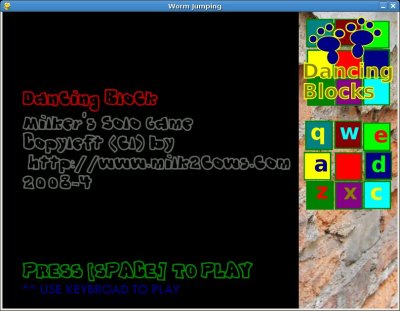 Worm Jumping
Dancing Block
Milker's Solo Game
Copyleft (CL) by
http://www.milk2cows.com
2008-4
PRESS [SPACE] TO PLAY
^^ USE KEYBROAD TO PLAY
Dancing
Blocks
q w e
a d
z x c